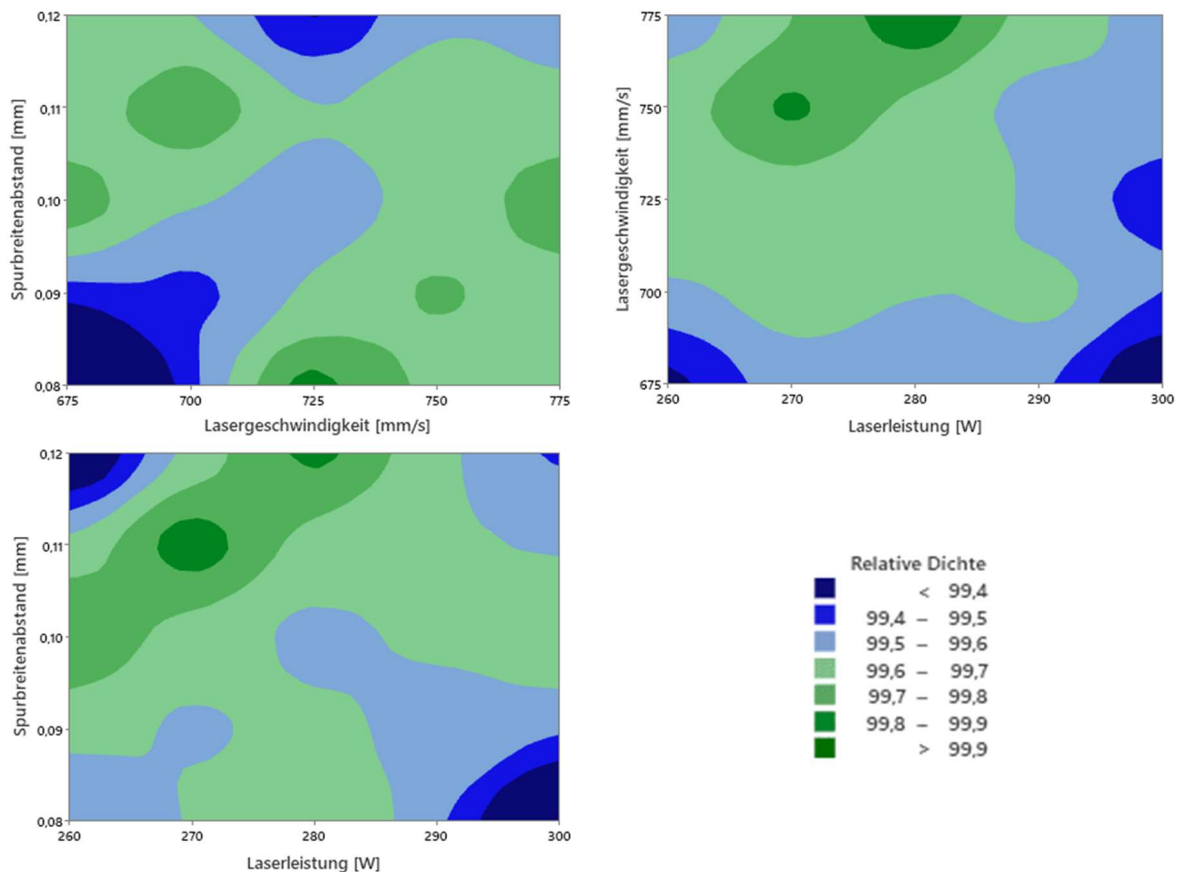 0,12
0,11
0,10
0,09
0,08
Spurbreitenabstand [mm]
675 700 725 750 775
Lasergeschwindigkeit [mm/s]
775
750
725
700
675
Lasergeschwindigkeit [mm/s]
260 270 280 290 300
Laserleistung [W]
0,12
0,11
0,10
0,09
0,08
Spurbreitenabstand [mm]
260 270 280 290 300
Laserleistung [W]
Relative Dichte
< 99,4
99,4 – 99,5
99,5 – 99,6
99,6 – 99,7
99,7 – 99,8
99,8 – 99,9
> 99,9